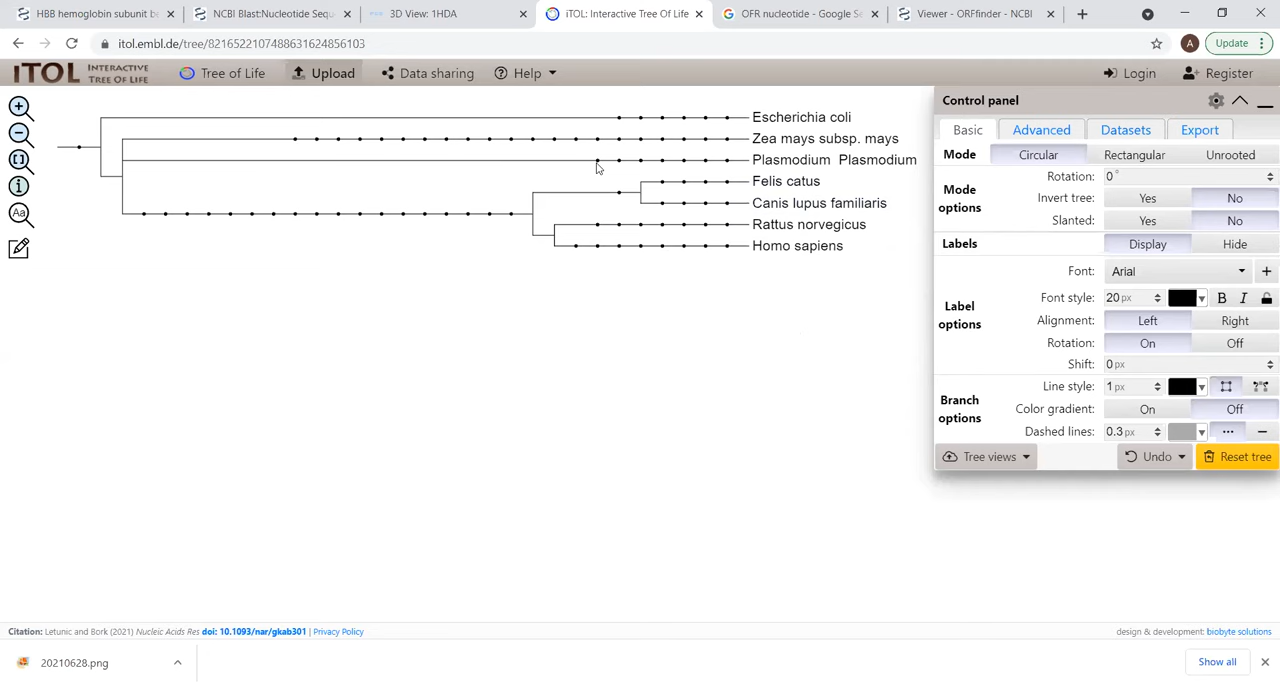 HBB hemoglobin subunit be
NCBI Blast:Nucleotide Sequ
3D View: 1HDA
iTOL: Interactive Tree Of Life
OFR nucleotide - Google Se
Viewer - ORFfinder - NCBI
itol.embl.de/tree/8216522107488631624856103
A
Update
iTOL INTERACTIVE TREE OF LIFE
Tree of Life
Upload
Data sharing
Help
Login
Register
Aa
Escherichia coli
Zea mays subsp. mays
Plasmodium Plasmodium
Felis catus
Canis lupus familiaris
Rattus norvegicus
Homo sapiens
Control panel
Basic Advanced Datasets Export
Mode Circular Rectangular Unrooted
Mode options
Rotation: 0°
Invert tree: Yes No
Slanted: Yes No
Labels Display Hide
Label options
Font: Arial
Font style: 20 px B I
Alignment: Left Right
Rotation: On Off
Shift: 0 px
Branch options
Line style: 1 px
Color gradient: On Off
Dashed lines: 0.3 px
Tree views Undo Reset tree
Citation: Letunic and Bork (2021) Nucleic Acids Res doi: 10.1093/nar/gkab301 | Privacy Policy
design & development: biobyte solutions
20210628.png
Show all